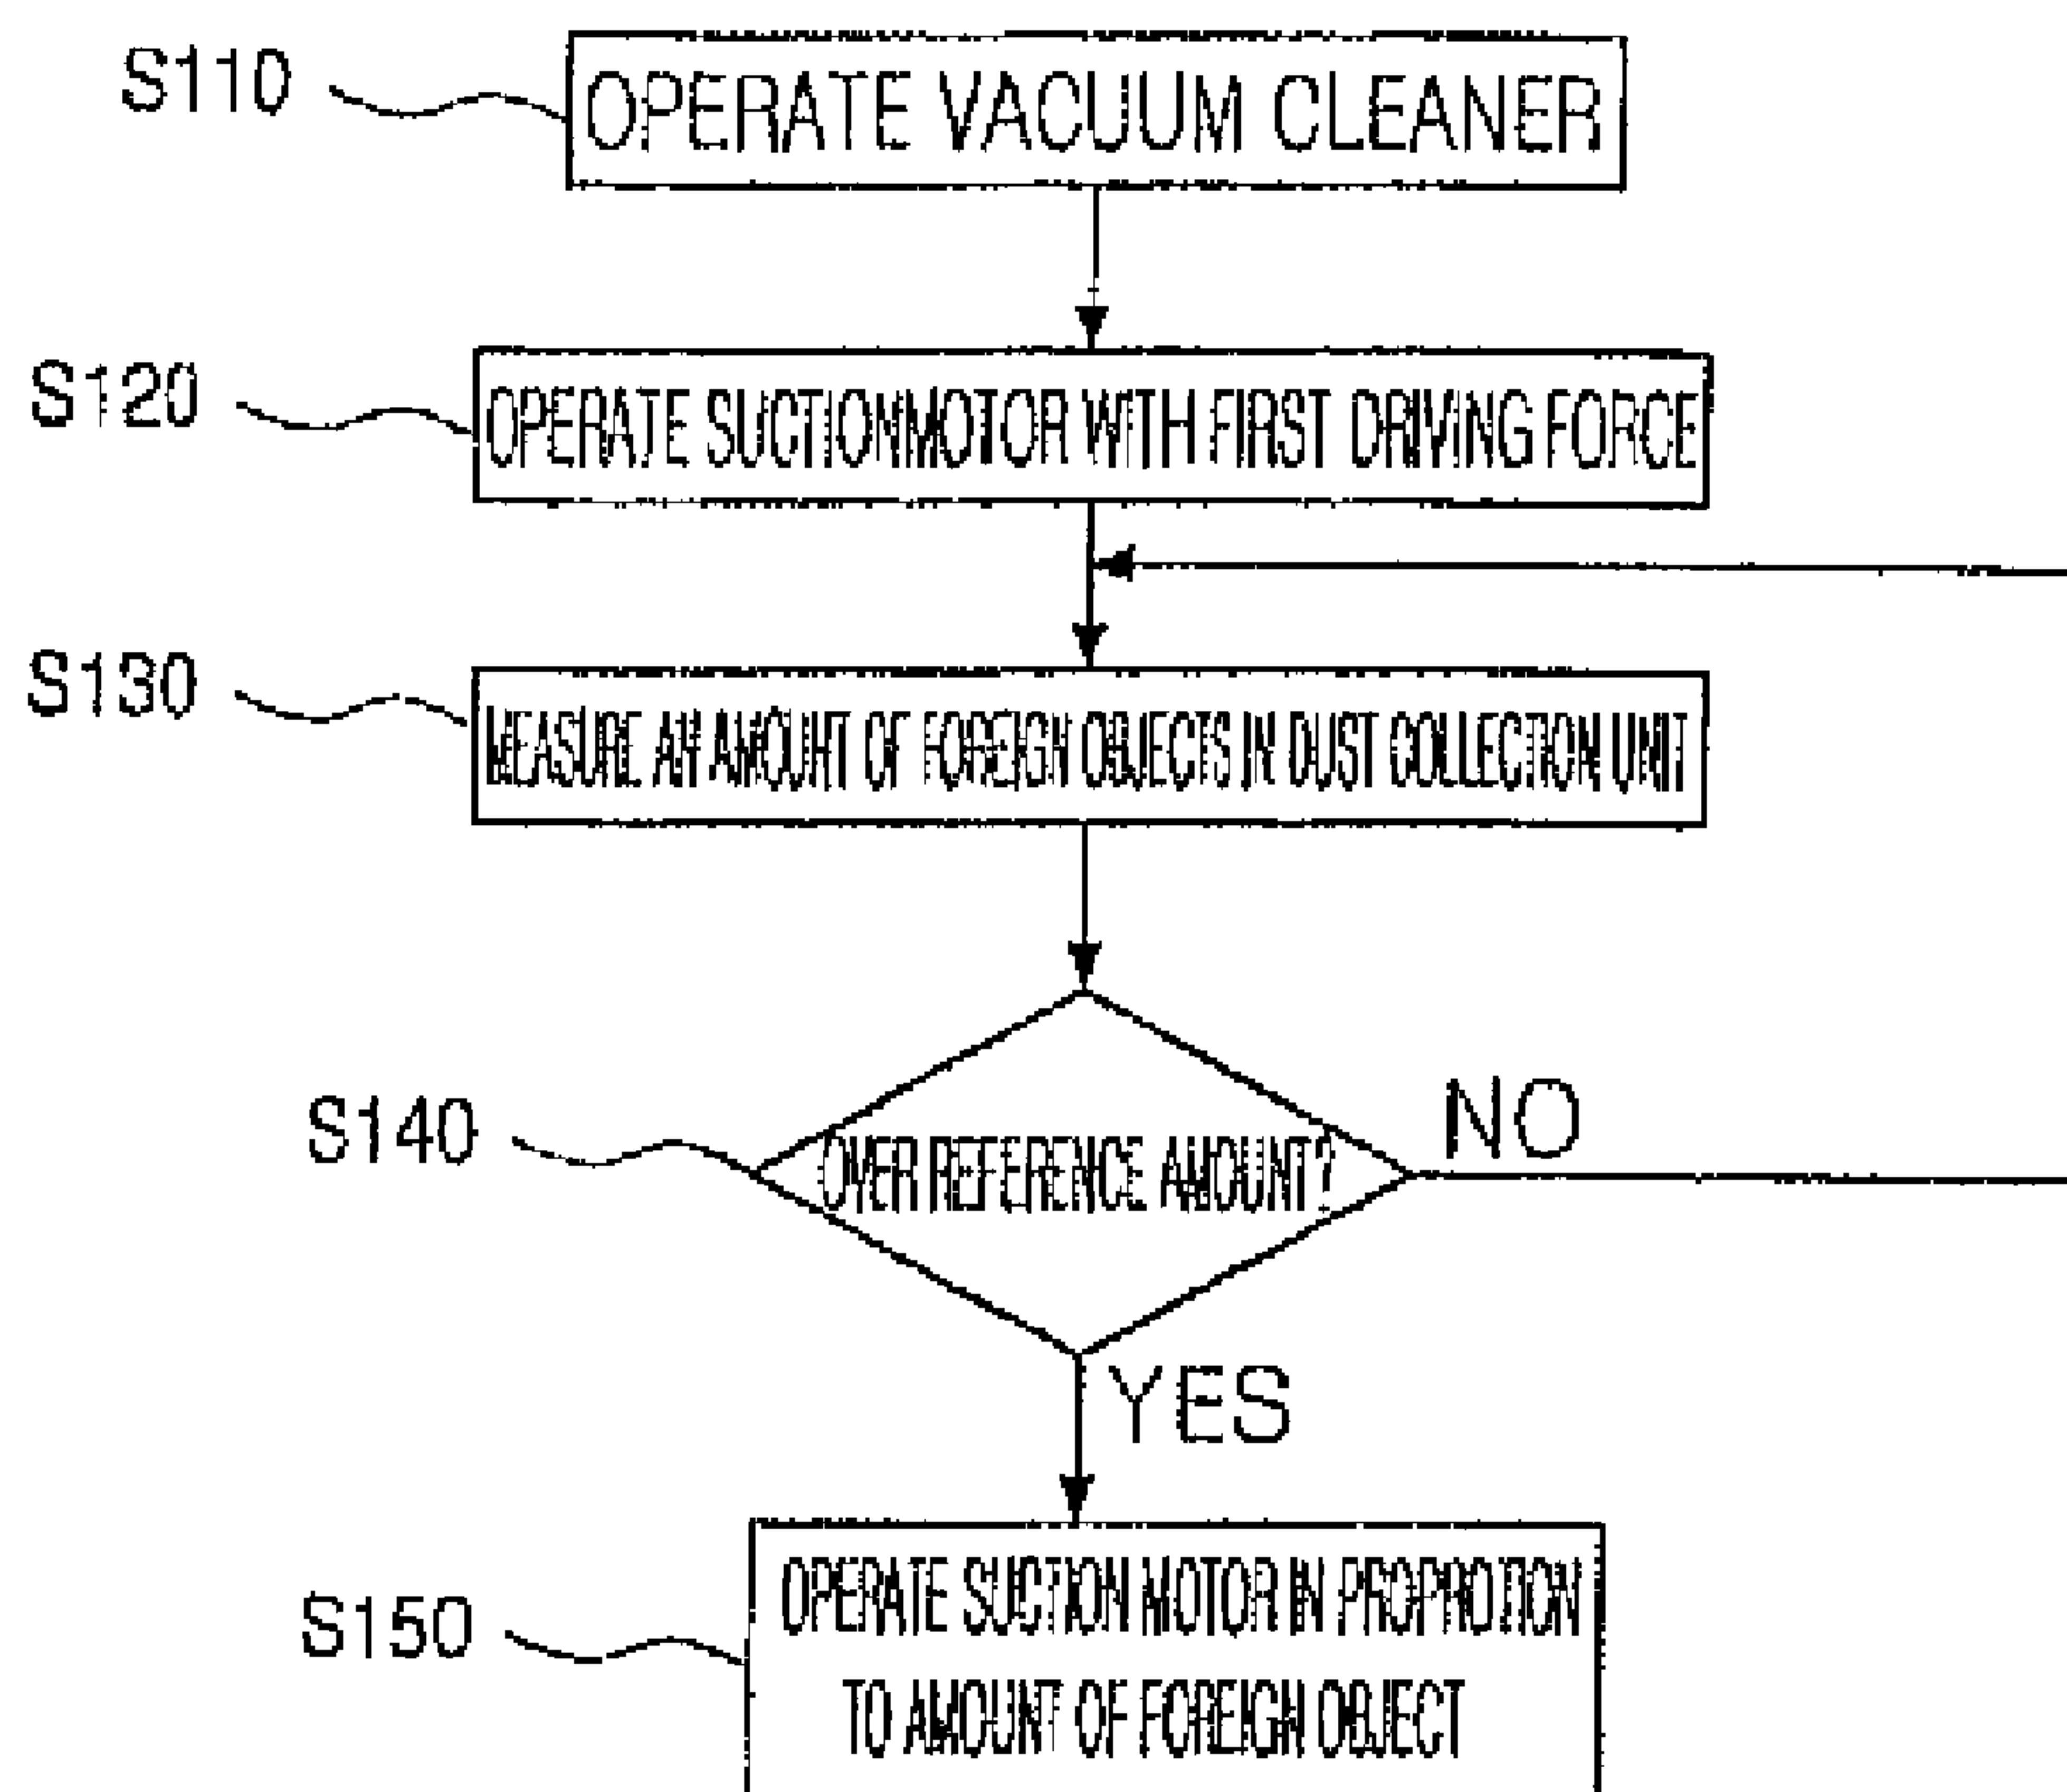 S110
OPERATE VACUUM CLEANER
S120
OPERATE SUCTIONMOTOR WITH FIRST DRIVING FORCE
S130
MEASURE AN AMOUNT OF FOREIGN OBJECTS IN DUST COLLECTION UNIT
S140
OVER REFERENCE AMOUNT?
NO
YES
S150
OPERATE SUCTION MOTOR IN PROPROTION
TO AMOUNT OF FOREIGN OBJECT